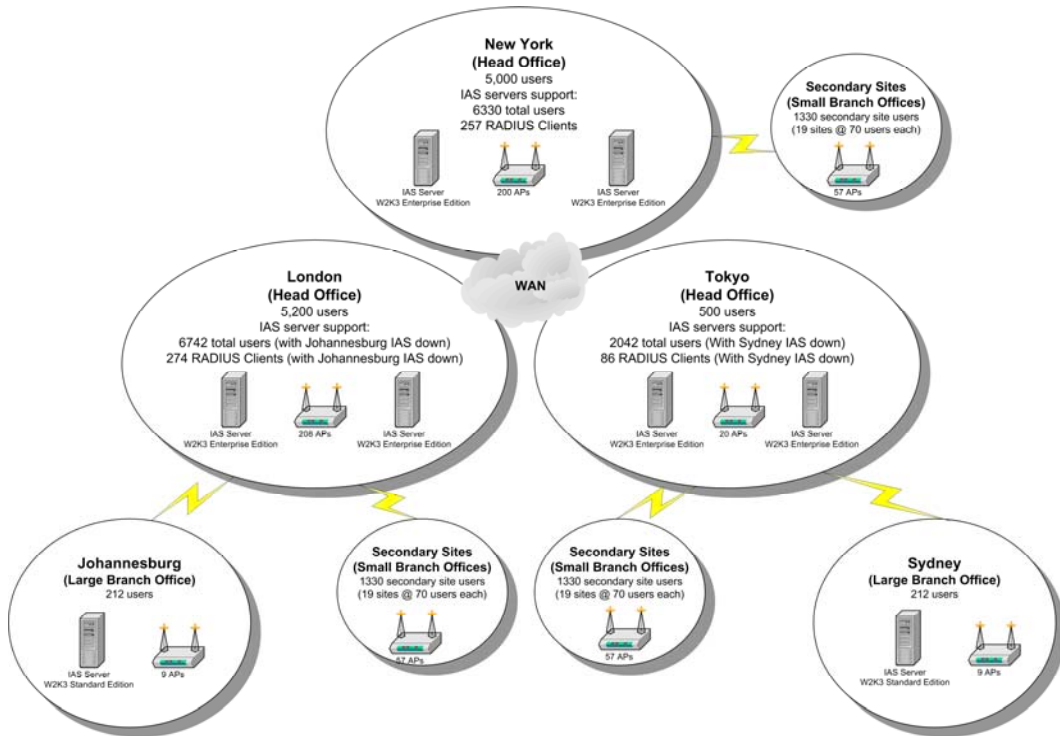 New York
(Head Office)
5,000 users
IAS servers support:
6330 total users
257 RADIUS Clients
IAS Server
W2K3 Enterprise Edition
200 APs
IAS Server
W2K3 Enterprise Edition
Secondary Sites
(Small Branch Offices)
1330 secondary site users
(19 sites @ 70 users each)
57 APs
WAN
London
(Head Office)
5,200 users
IAS server support:
6742 total users (with Johannesburg IAS down)
274 RADIUS Clients (with Johannesburg IAS down)
IAS Server
W2K3 Enterprise Edition
208 APs
IAS Server
W2K3 Enterprise Edition
Tokyo
(Head Office)
500 users
IAS servers support:
2042 total users (With Sydney IAS down)
86 RADIUS Clients (With Sydney IAS down)
IAS Server
W2K3 Enterprise Edition
20 APs
IAS Server
W2K3 Enterprise Edition
Johannesburg
(Large Branch Office)
212 users
IAS Server
W2K3 Standard Edition
9 APs
Secondary Sites
(Small Branch Offices)
1330 secondary site users
(19 sites @ 70 users each)
57 APs
Secondary Sites
(Small Branch Offices)
1330 secondary site users
(19 sites @ 70 users each)
57 APs
Sydney
(Large Branch Office)
212 users
IAS Server
W2K3 Standard Edition
9 APs